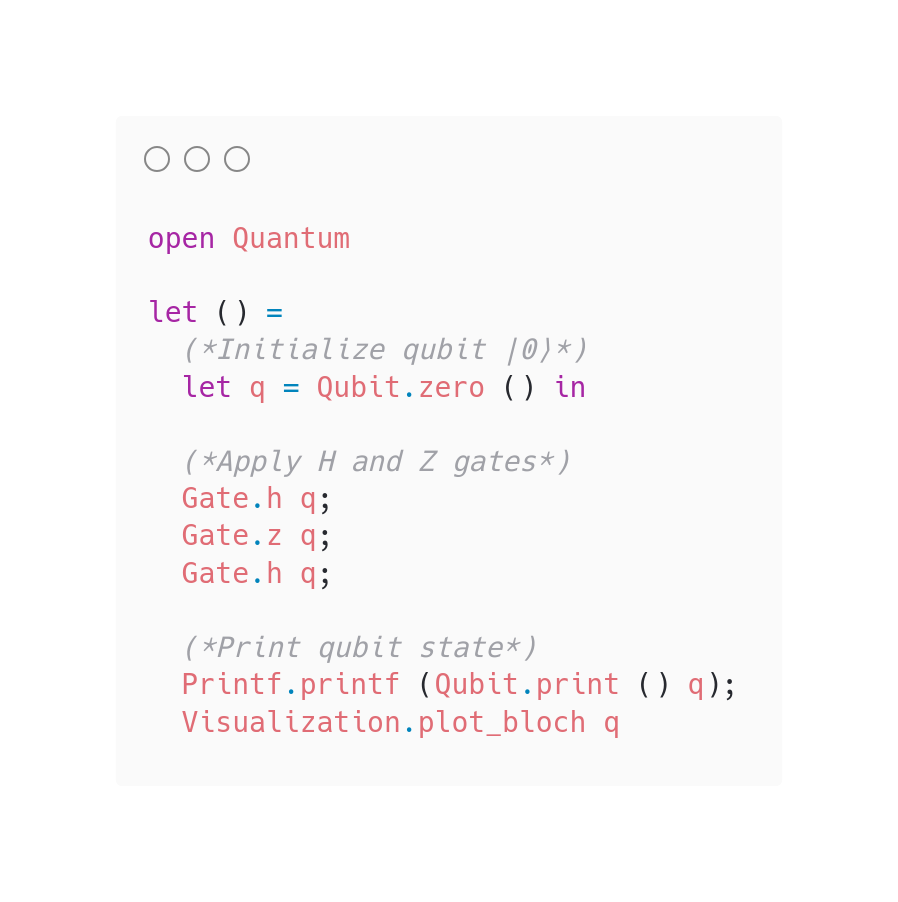 open Quantum
let () =
(*Initialize qubit |0⟩*)
let q = Qubit.zero () in
(*Apply H and Z gates*)
Gate.h q;
Gate.z q;
Gate.h q;
(*Print qubit state*)
Printf.printf (Qubit.print () q);
Visualization.plot_bloch q